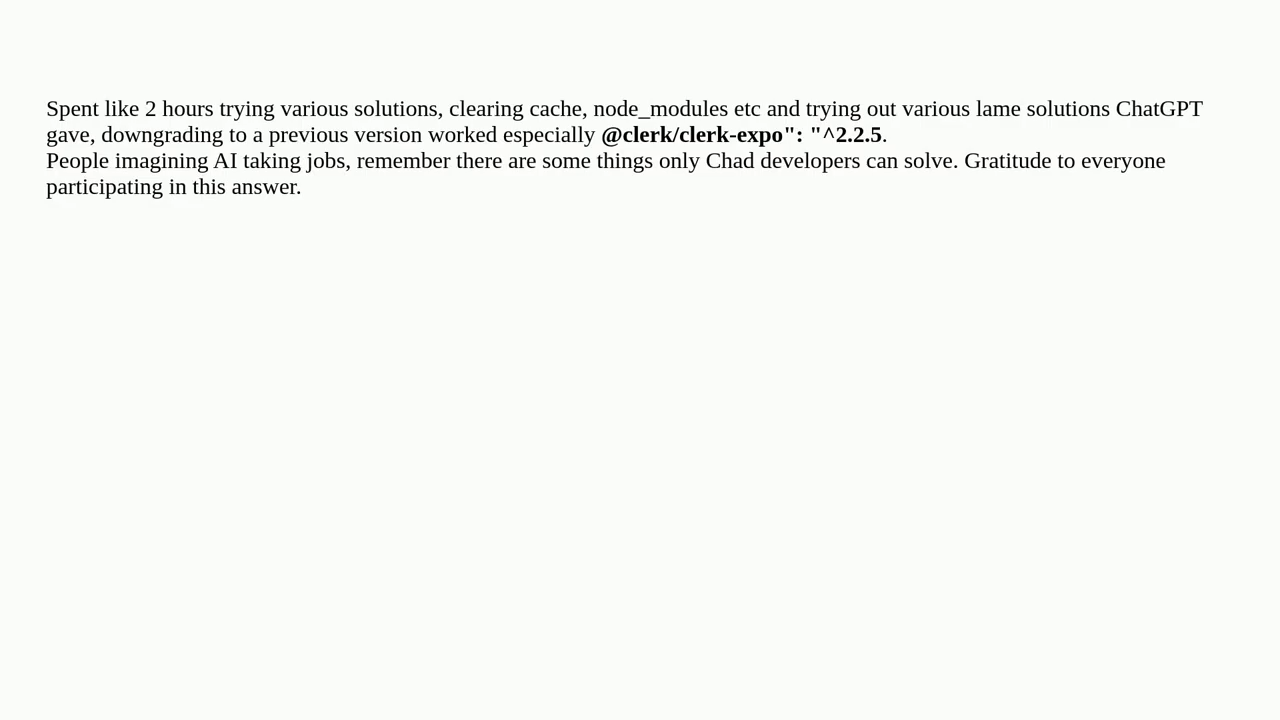 Spent like 2 hours trying various solutions, clearing cache, node_modules etc and trying out various lame solutions ChatGPT
gave, downgrading to a previous version worked especially @clerk/clerk-expo": "^2.2.5.
People imagining AI taking jobs, remember there are some things only Chad developers can solve. Gratitude to everyone
participating in this answer.